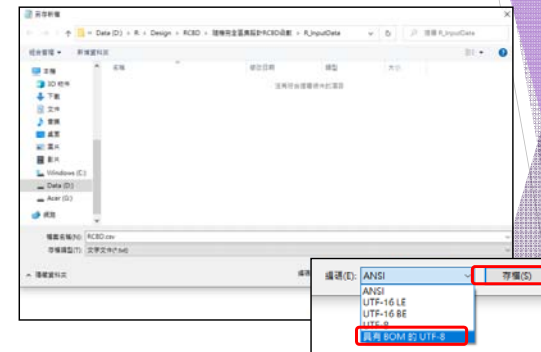 另存新檔
Data (D:) › R › Design › RCBD › 隨機完全區集設計RCBD函數 › R_InputData
搜尋 R_InputData
組合管理 ▾ 新增資料夾
本機
名稱 修改日期 類型 大小
3D 物件
沒有符合搜尋條件的項目
下載
文件
音樂
桌面
圖片
影片
Windows (C:)
Data (D:)
Acer (G:)
網路
檔案名稱(N): RCBD.csv
存檔類型(T): 文字文件(*.txt)
隱藏資料夾
編碼(E): ANSI 存檔(S)
ANSI
UTF-16 LE
UTF-16 BE
UTF-8
具有 BOM 的 UTF-8